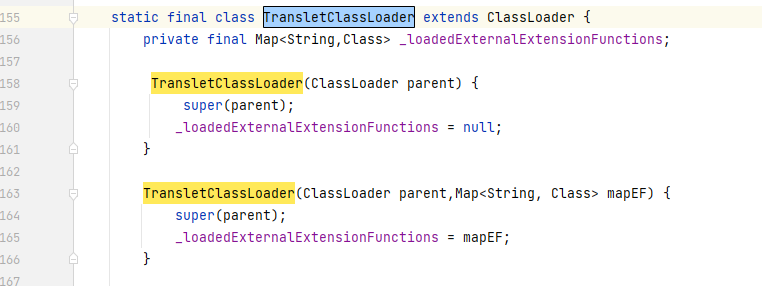 155 static final class TransletClassLoader extends ClassLoader {
156 private final Map<String,Class> _loadedExternalExtensionFunctions;
157
158 TransletClassLoader(ClassLoader parent) {
159 super(parent);
160 _loadedExternalExtensionFunctions = null;
161 }
162
163 TransletClassLoader(ClassLoader parent,Map<String, Class> mapEF) {
164 super(parent);
165 _loadedExternalExtensionFunctions = mapEF;
166 }
167